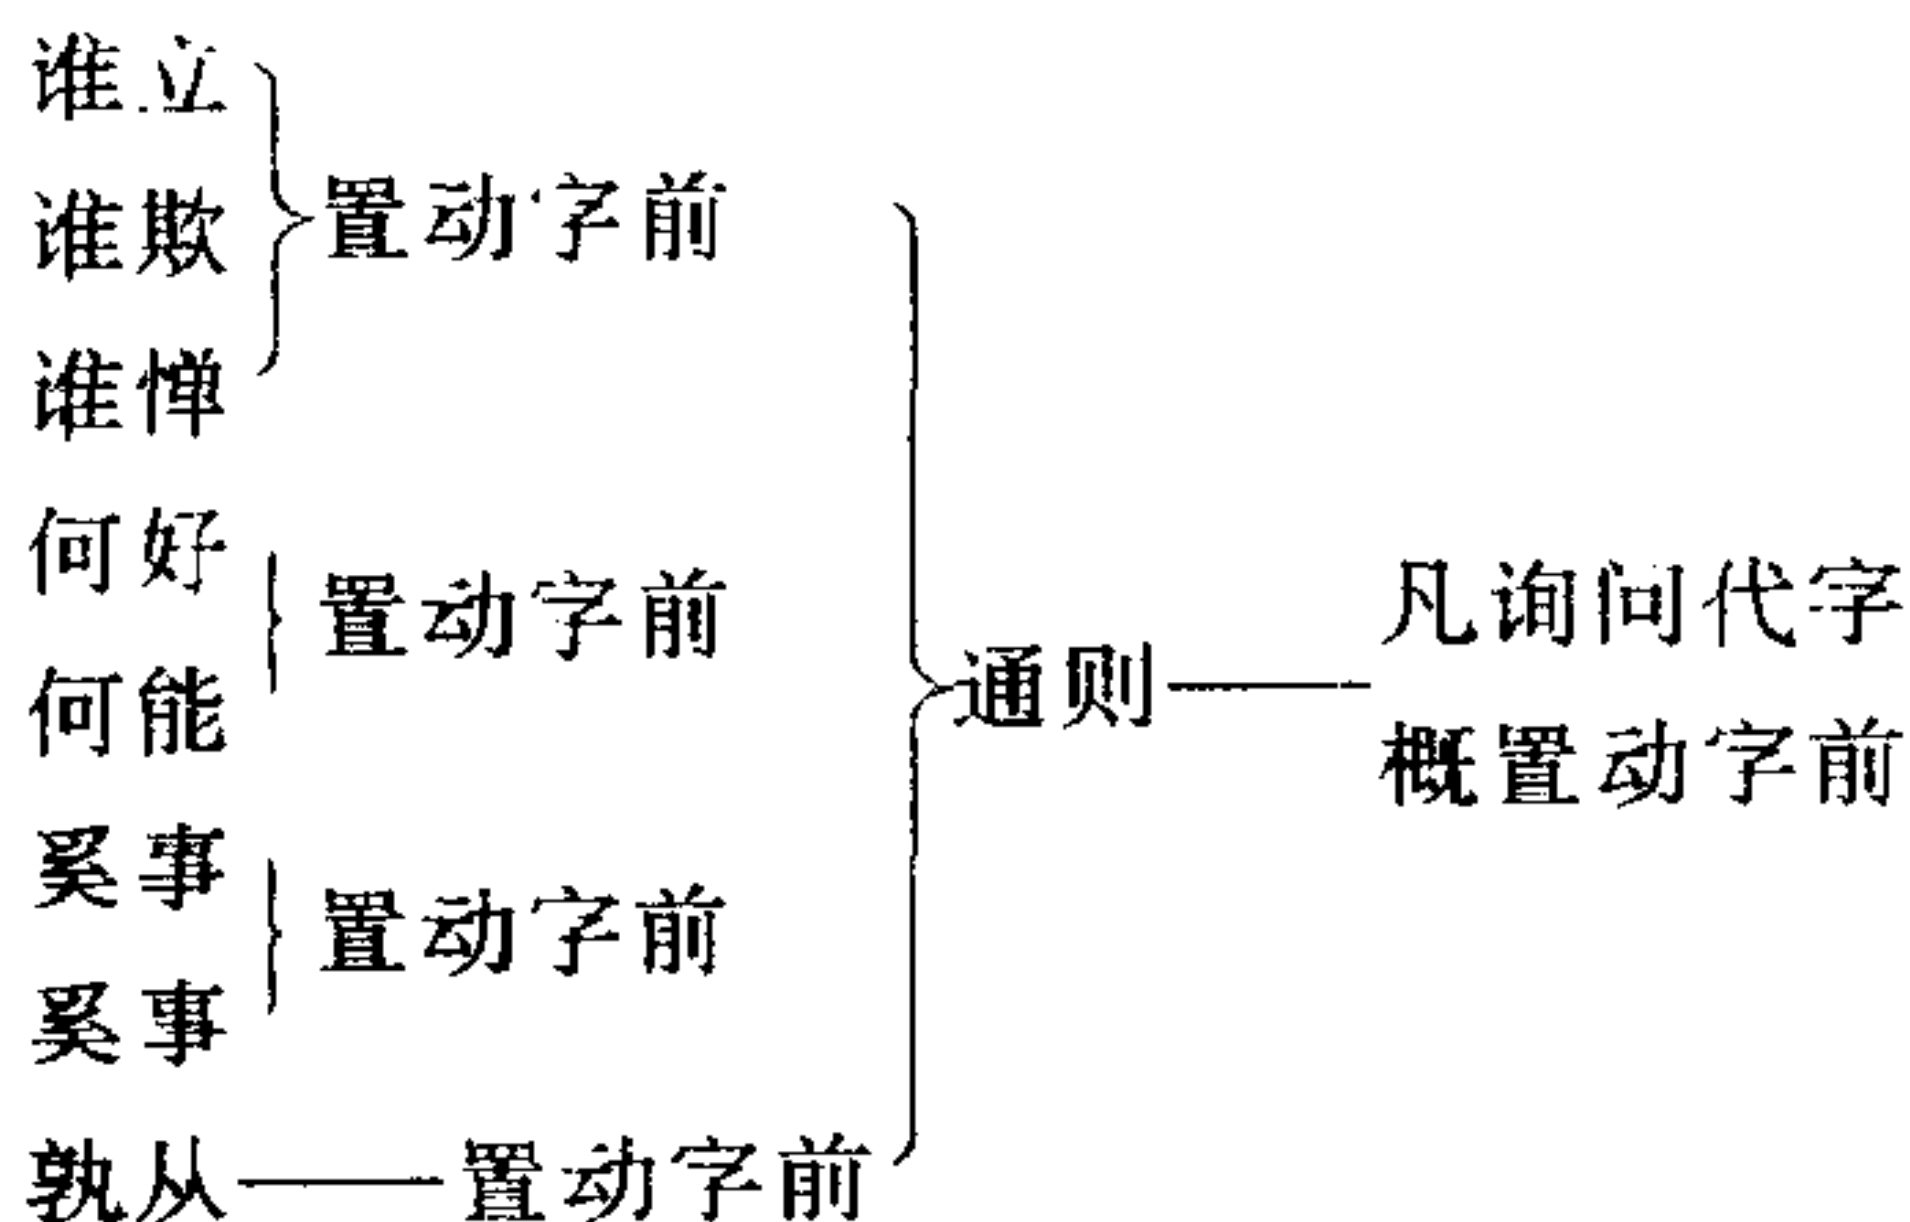 谁立
谁欺
谁惮
置动字前
何好
何能
置动字前
奚事
奚事
置动字前
孰从——置动字前
通则——凡询问代字
概置动字前